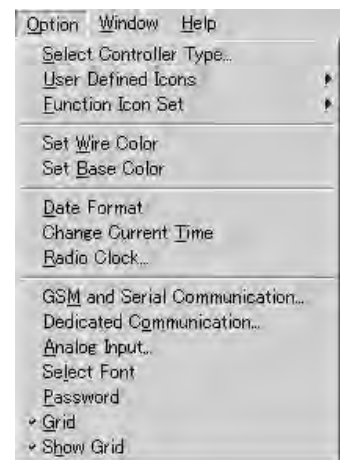 Option Window Help
Select Controller Type...
User Defined Icons
Function Icon Set
Set Wire Color
Set Base Color
Date Format
Change Current Time
Radio Clock...
GSM and Serial Communication...
Dedicated Communication...
Analog Input...
Select Font
Password
Grid
Show Grid